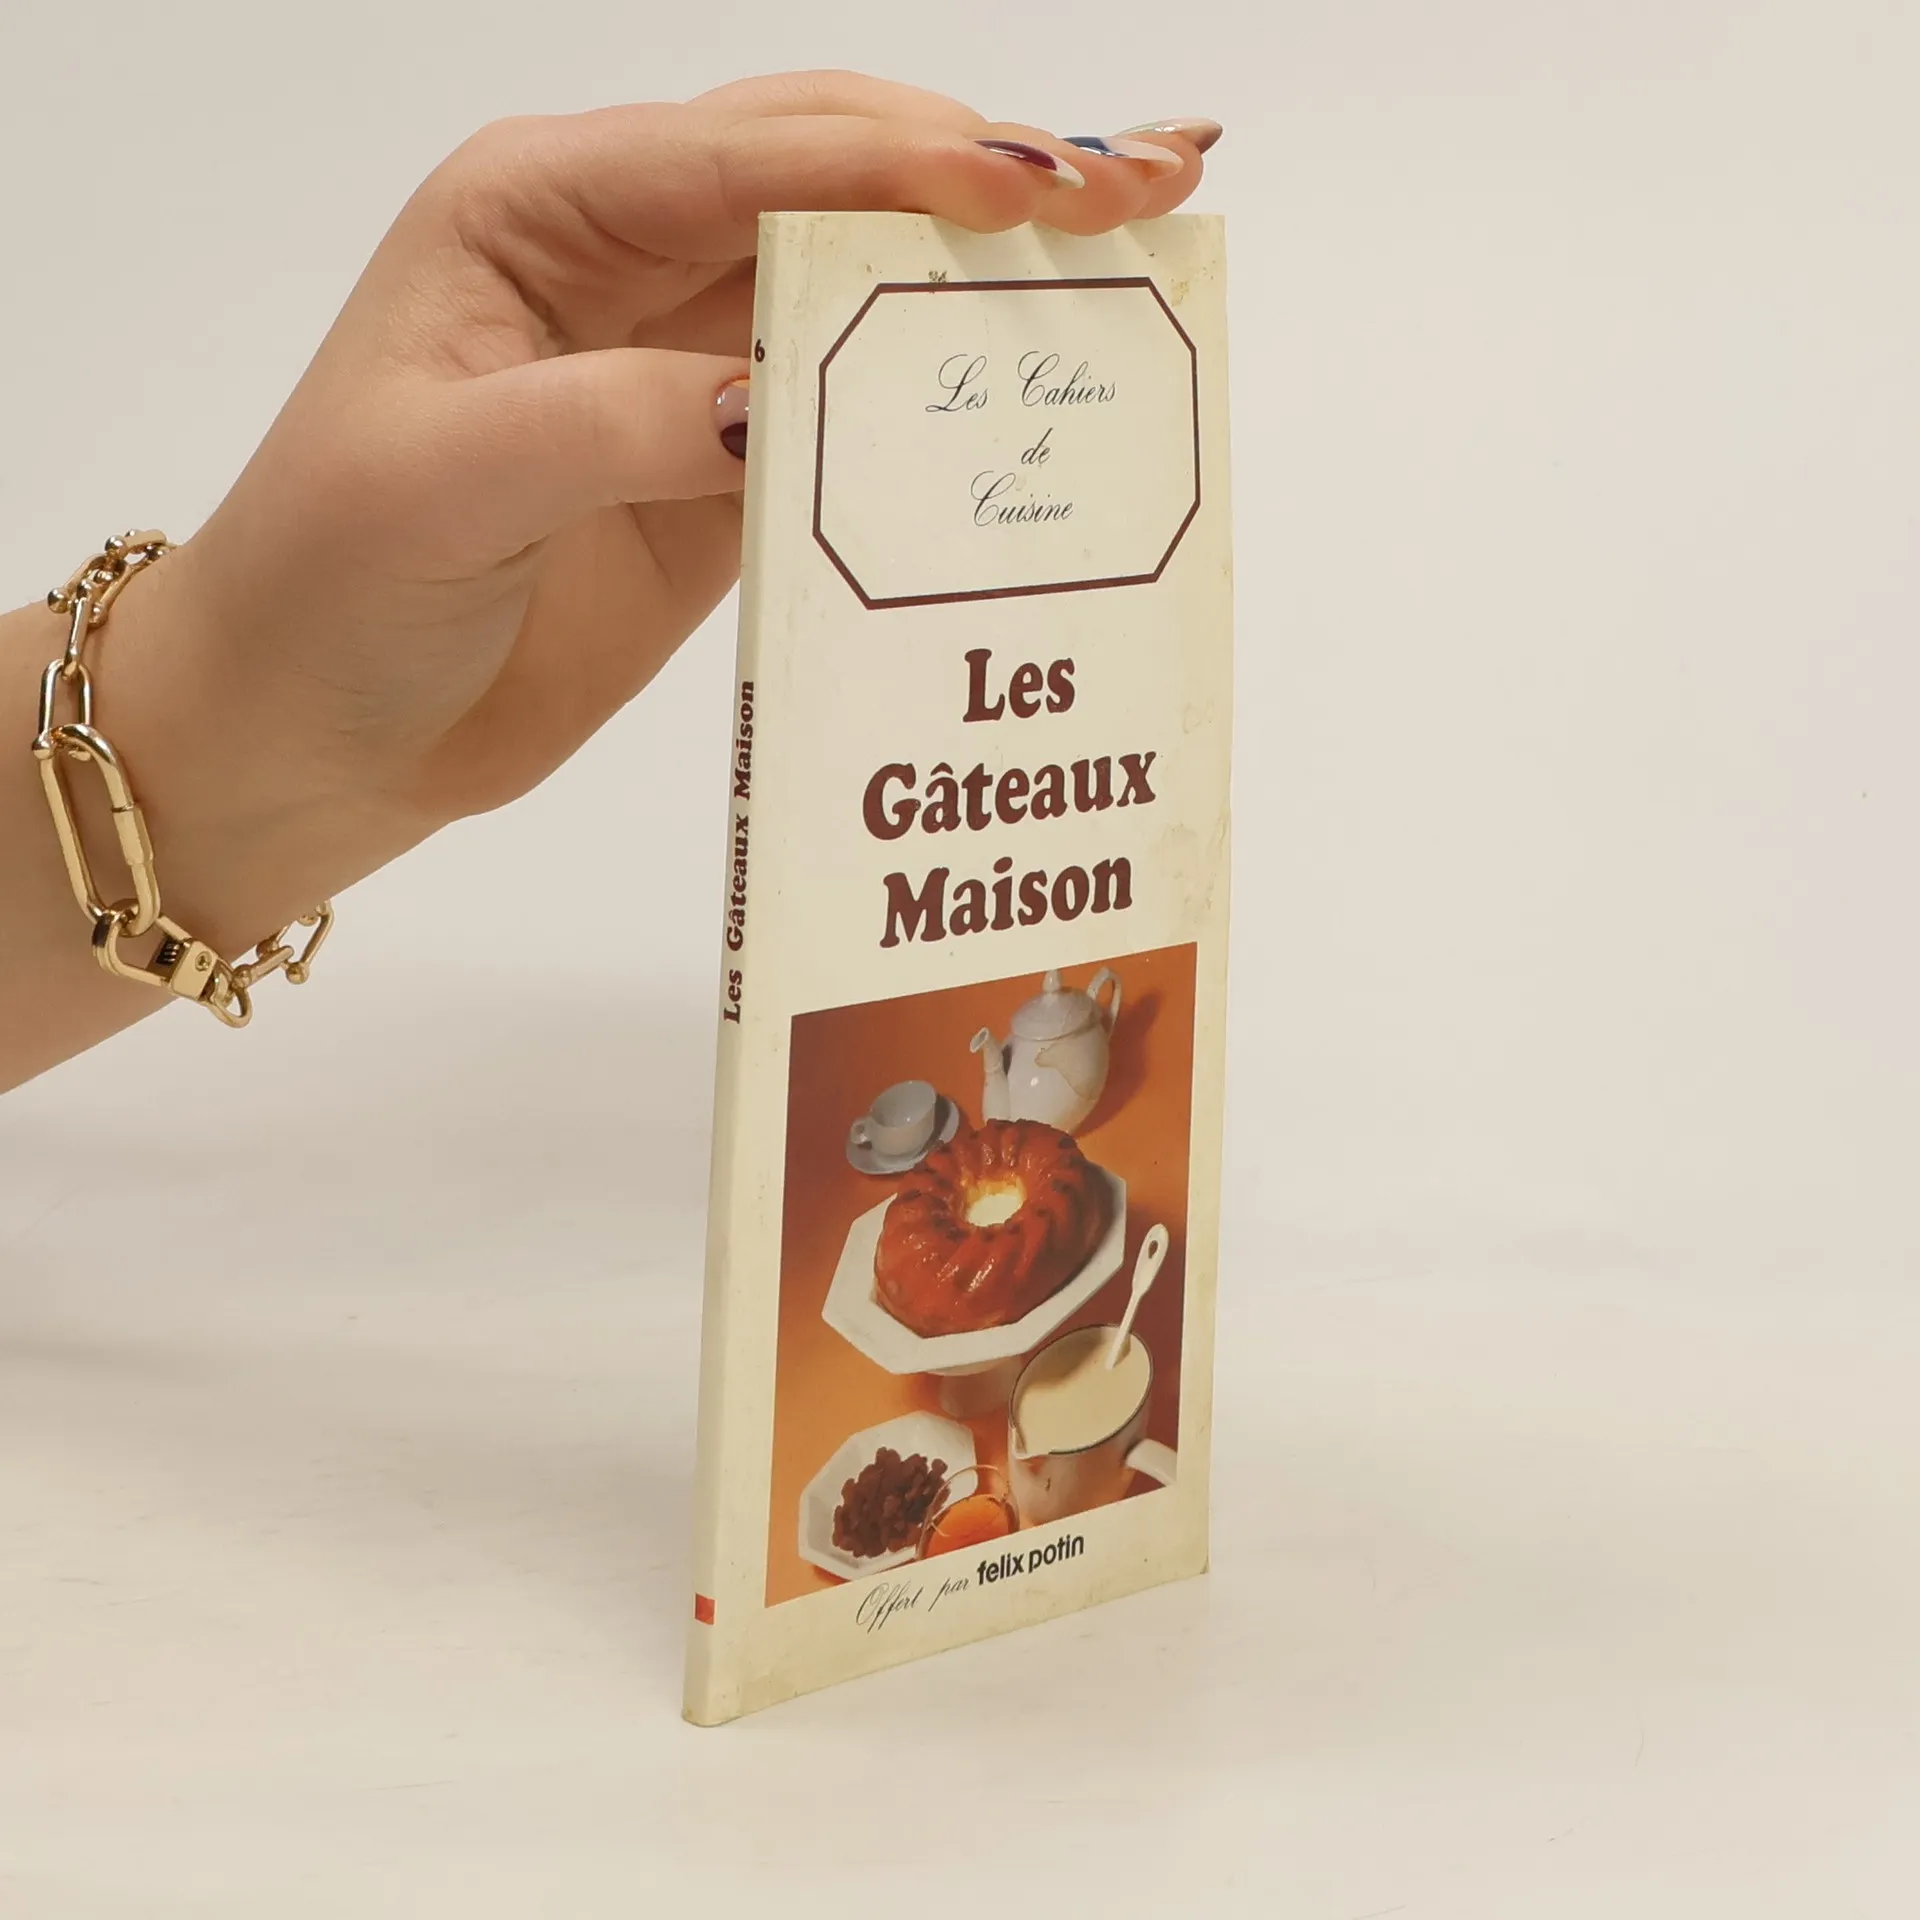 6
Les Gâteaux Maison
Les Cahiers
de
Cuisine
Les
Gâteaux
Maison
Offert par felix potin